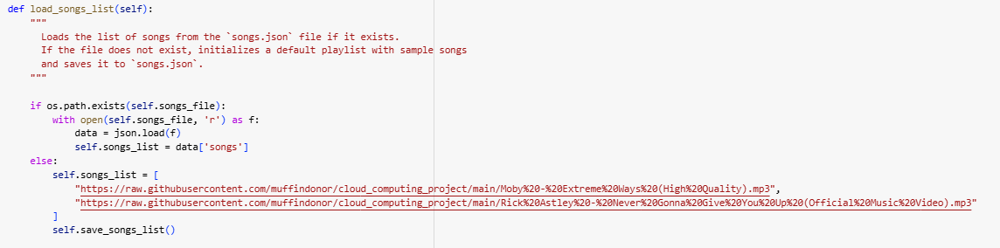 def load_songs_list(self):
"""
Loads the list of songs from the `songs.json` file if it exists.
If the file does not exist, initializes a default playlist with sample songs
and saves it to `songs.json`.
"""
if os.path.exists(self.songs_file):
with open(self.songs_file, 'r') as f:
data = json.load(f)
self.songs_list = data['songs']
else:
self.songs_list = [
"https://raw.githubusercontent.com/muffindonor/cloud_computing_project/main/Moby%20-%20Extreme%20Ways%20(High%20Quality).mp3",
"https://raw.githubusercontent.com/muffindonor/cloud_computing_project/main/Rick%20Astley%20-%20Never%20Gonna%20Give%20You%20Up%20(Official%20Music%20Video).mp3"
]
self.save_songs_list()